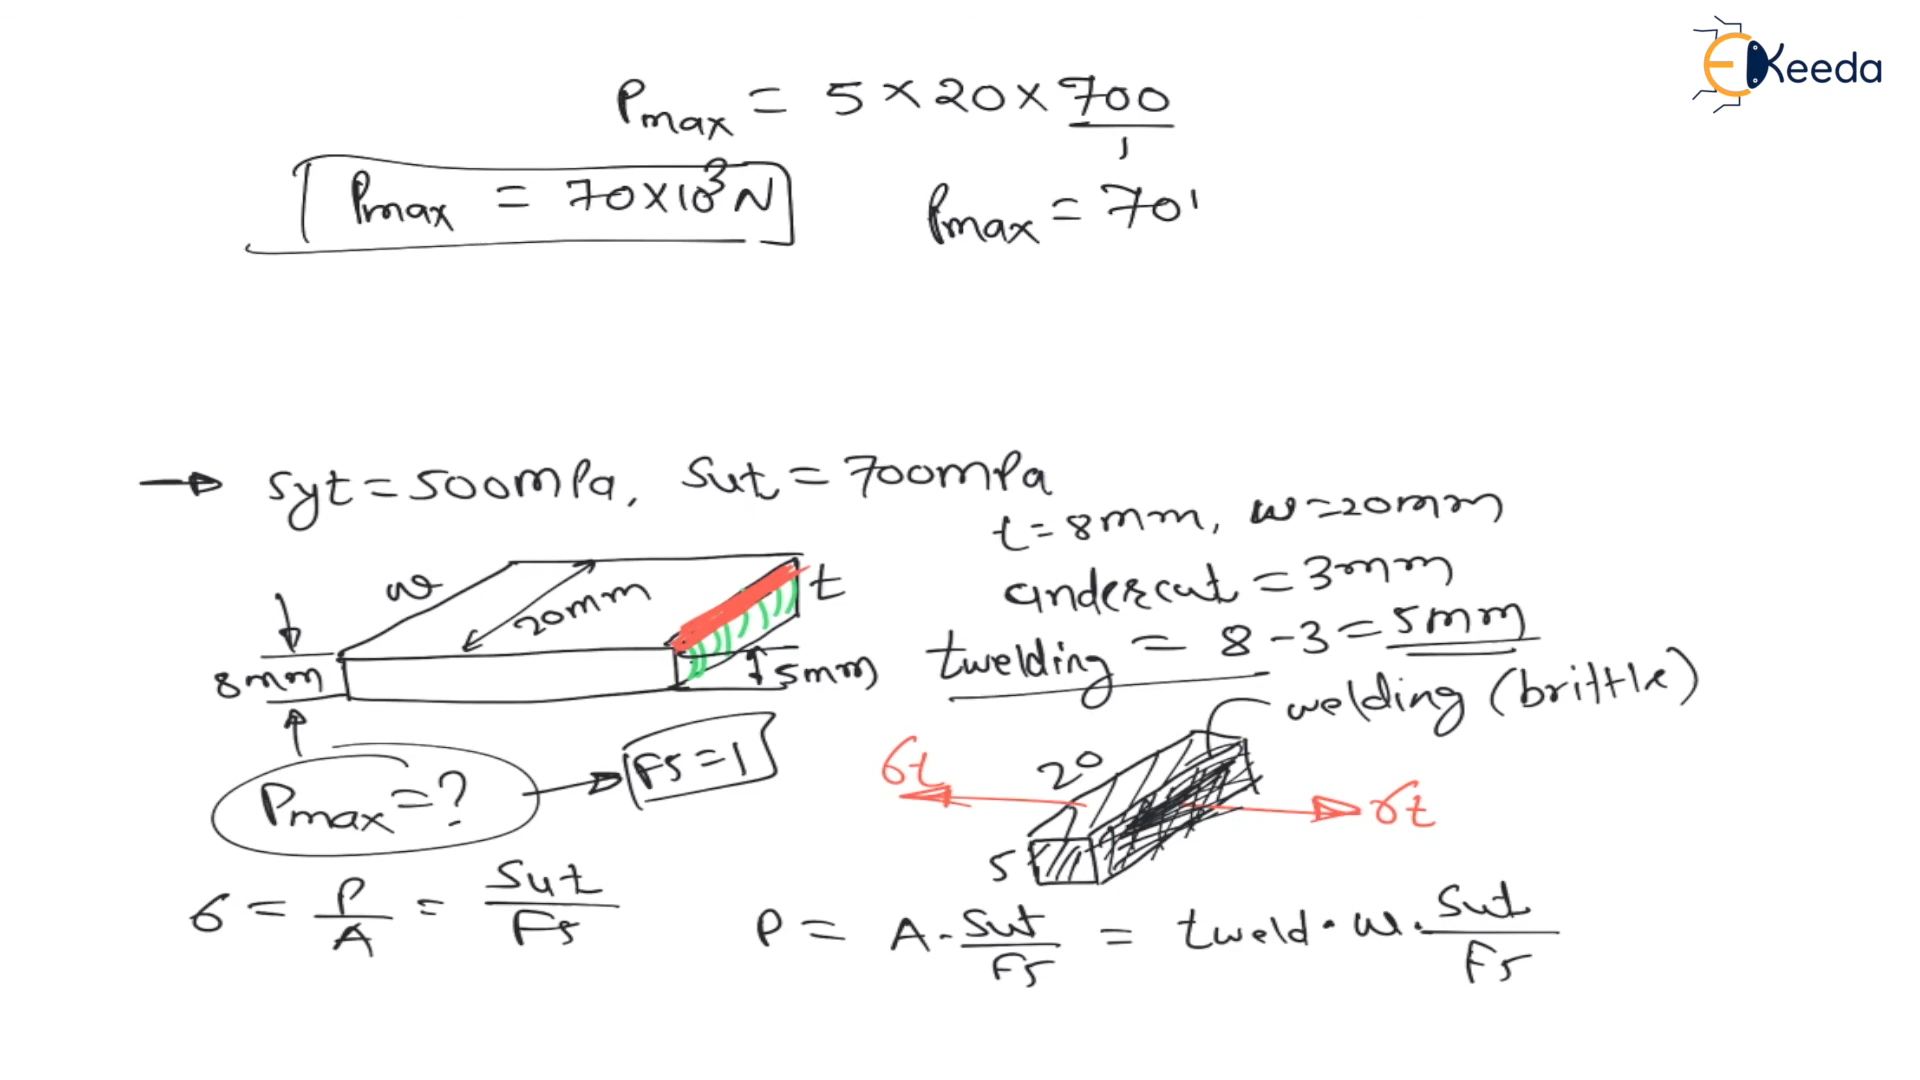 EKeeda
Pmax = 5 × 20 × 700/1
Pmax = 70×10³ N
Pmax = 70
→ Syt = 500mPa, Sut = 700mPa
t = 8mm, w = 20mm
undercut = 3mm
twelding = 8 - 3 = 5mm
welding (brittle)
w
20mm
t
8mm
5mm
Pmax = ?
FS = 1
σt
20
σt
5
σ = P/A = Sut/FS
P = A · Sut/FS = tweld · w · Sut/FS